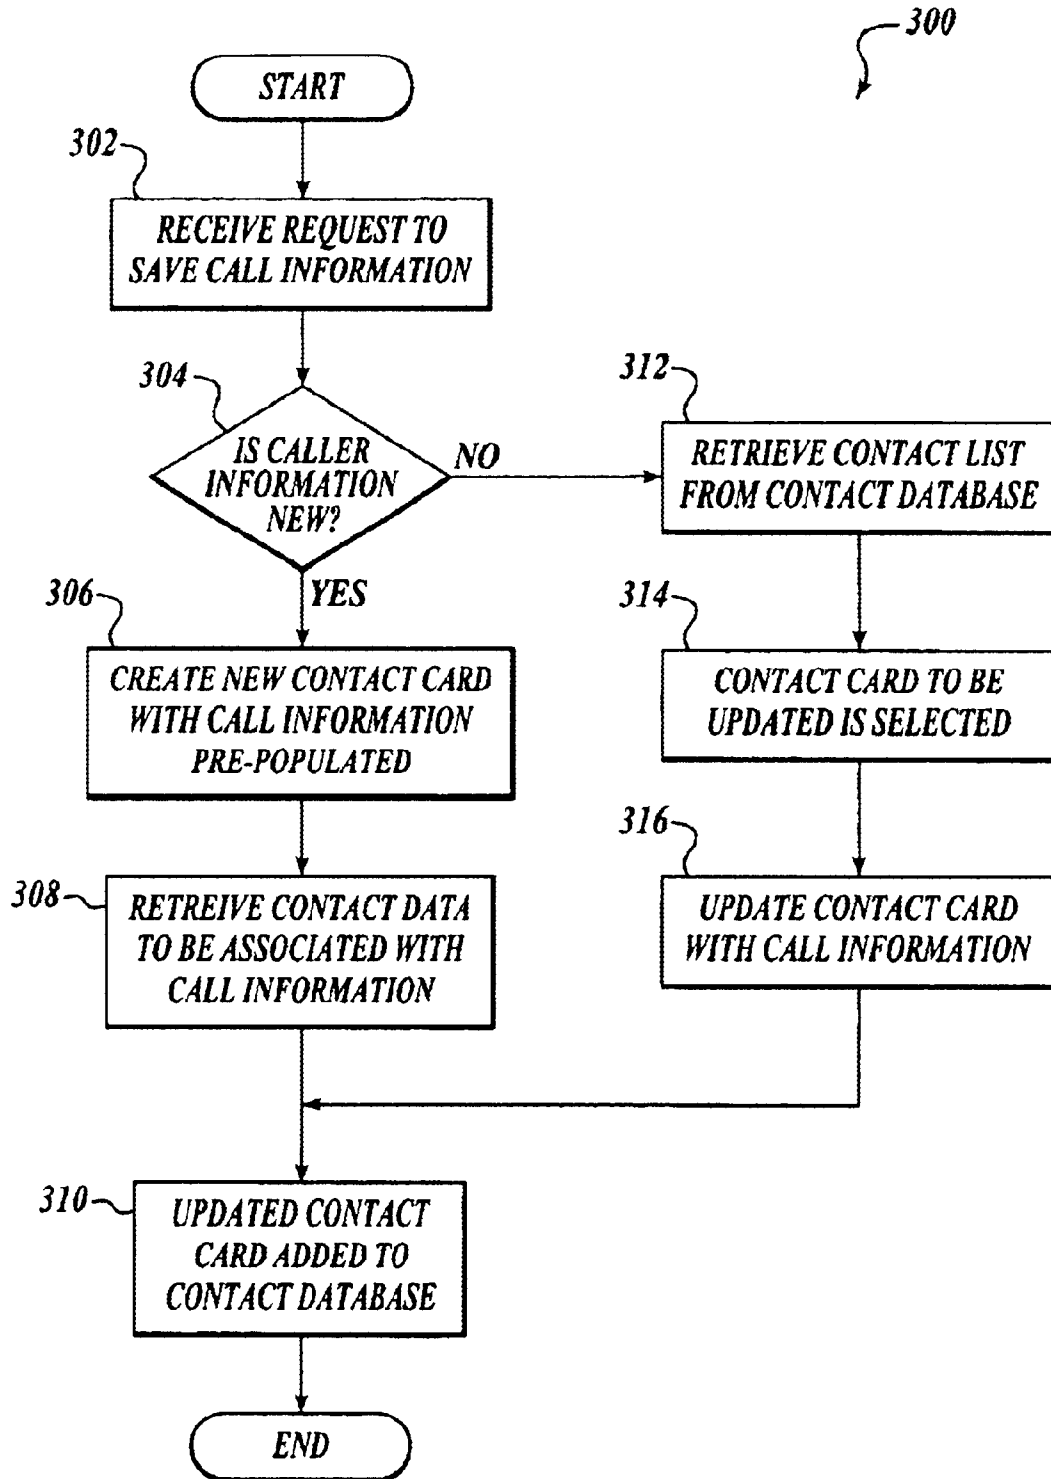 300
START
302
RECEIVE REQUEST TO
SAVE CALL INFORMATION
304
IS CALLER
INFORMATION
NEW?
NO
YES
312
RETRIEVE CONTACT LIST
FROM CONTACT DATABASE
306
CREATE NEW CONTACT CARD
WITH CALL INFORMATION
PRE-POPULATED
314
CONTACT CARD TO BE
UPDATED IS SELECTED
308
RETREIVE CONTACT DATA
TO BE ASSOCIATED WITH
CALL INFORMATION
316
UPDATE CONTACT CARD
WITH CALL INFORMATION
310
UPDATED CONTACT
CARD ADDED TO
CONTACT DATABASE
END